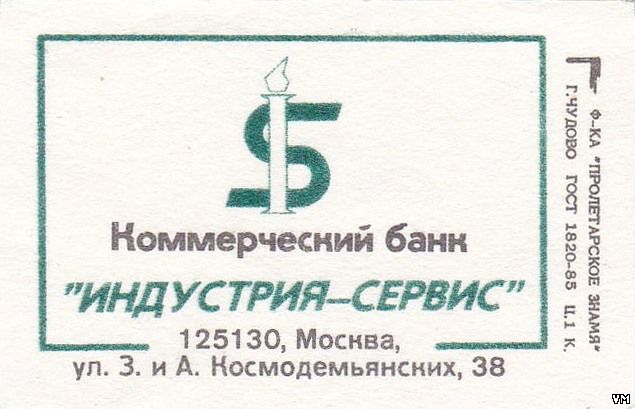 S
Коммерческий банк
"ИНДУСТРИЯ–СЕРВИС"
125130, Москва,
ул. З. и А. Космодемьянских, 38
Ф–КА "ПРОЛЕТАРСКОЕ ЗНАМЯ"
Г.ЧУДОВО ГОСТ 1820-85 Ц.1 К.
VM